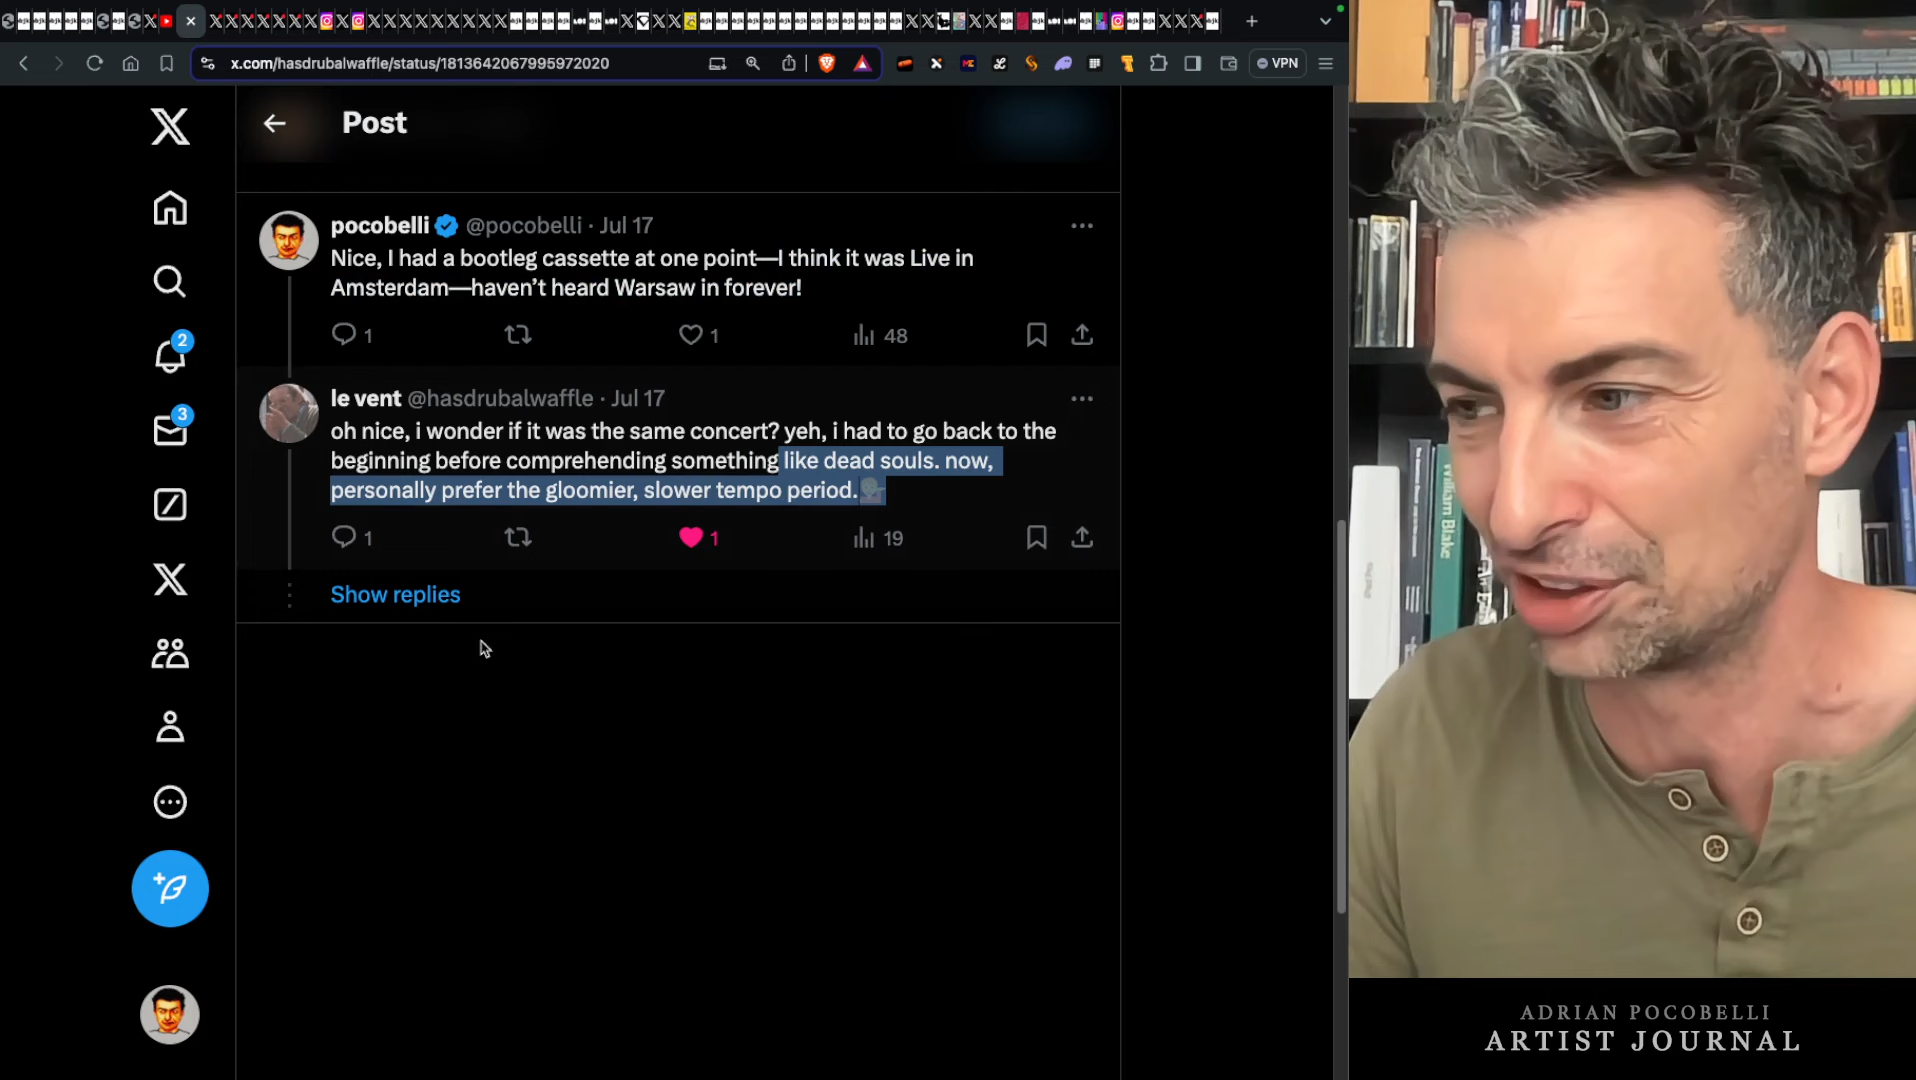 x.com/hasdrubalwaffle/status/1813642067995972020
VPN
Post
pocobelli @pocobelli · Jul 17
Nice, I had a bootleg cassette at one point—I think it was Live in
Amsterdam—haven't heard Warsaw in forever!
1 1 48
2
le vent @hasdrubalwaffle · Jul 17
oh nice, i wonder if it was the same concert? yeh, i had to go back to the
beginning before comprehending something like dead souls. now,
personally prefer the gloomier, slower tempo period.
3
1 1 19
Show replies
William Blake
iPad Pro
ADRIAN POCOBELLI
ARTIST JOURNAL